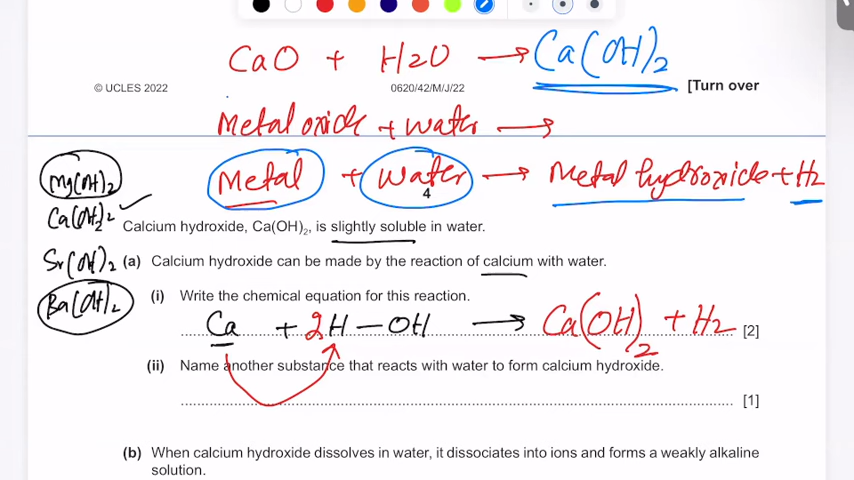 CaO + H2O → Ca(OH)2
© UCLES 2022 0620/42/M/J/22 [Turn over
Metal oxide + water →
Metal + water → Metal hydroxide + H2
4
Mg(OH)2
Ca(OH)2 ✓
Sr(OH)2
Ba(OH)2
Calcium hydroxide, Ca(OH)₂, is slightly soluble in water.
(a) Calcium hydroxide can be made by the reaction of calcium with water.
(i) Write the chemical equation for this reaction.
Ca + 2H–OH → Ca(OH)2 + H2 [2]
(ii) Name another substance that reacts with water to form calcium hydroxide.
[1]
(b) When calcium hydroxide dissolves in water, it dissociates into ions and forms a weakly alkaline
solution.